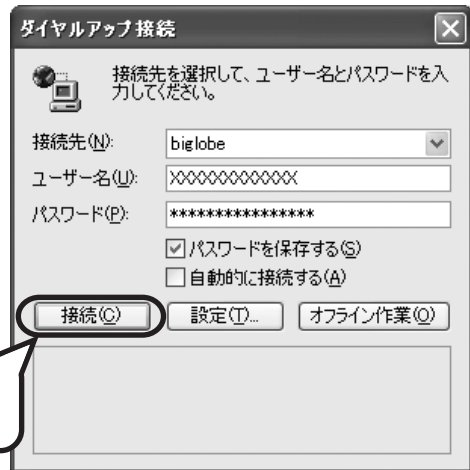 ダイヤルアップ接続
接続先を選択して、ユーザー名とパスワードを入
力してください。
接続先(N): biglobe
ユーザー名(U): XXXXXXXXXXXXX
パスワード(P): ****************
パスワードを保存する(S)
自動的に接続する(A)
接続(C) 設定(T)... オフライン作業(O)